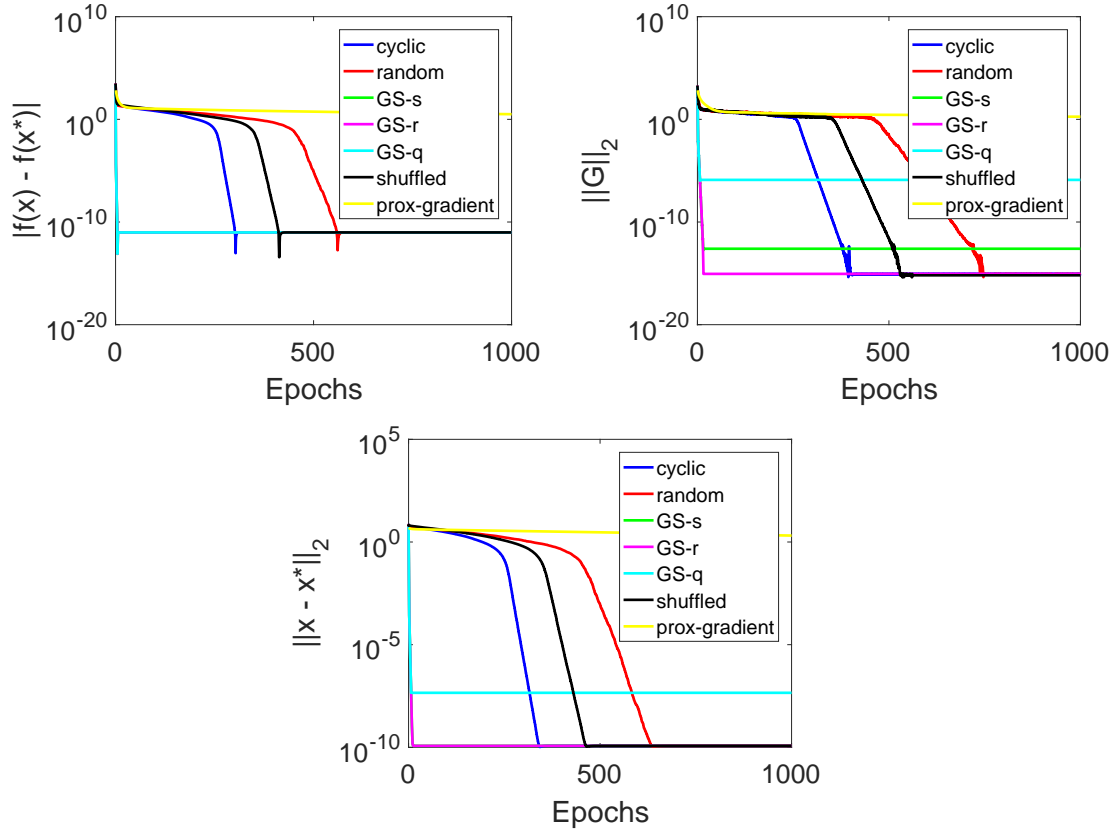 10^10
10^0
10^-10
10^-20
|f(x) - f(x*)|
cyclic
random
GS-s
GS-r
GS-q
shuffled
prox-gradient
0
500
1000
Epochs
10^10
10^0
10^-10
10^-20
||G||_2
cyclic
random
GS-s
GS-r
GS-q
shuffled
prox-gradient
0
500
1000
Epochs
10^5
10^0
10^-5
10^-10
||x - x*||_2
cyclic
random
GS-s
GS-r
GS-q
shuffled
prox-gradient
0
500
1000
Epochs